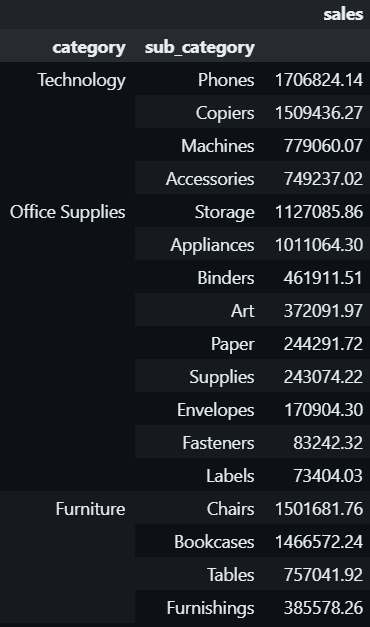 sales
category sub_category
Technology Phones 1706824.14
Copiers 1509436.27
Machines 779060.07
Accessories 749237.02
Office Supplies Storage 1127085.86
Appliances 1011064.30
Binders 461911.51
Art 372091.97
Paper 244291.72
Supplies 243074.22
Envelopes 170904.30
Fasteners 83242.32
Labels 73404.03
Furniture Chairs 1501681.76
Bookcases 1466572.24
Tables 757041.92
Furnishings 385578.26